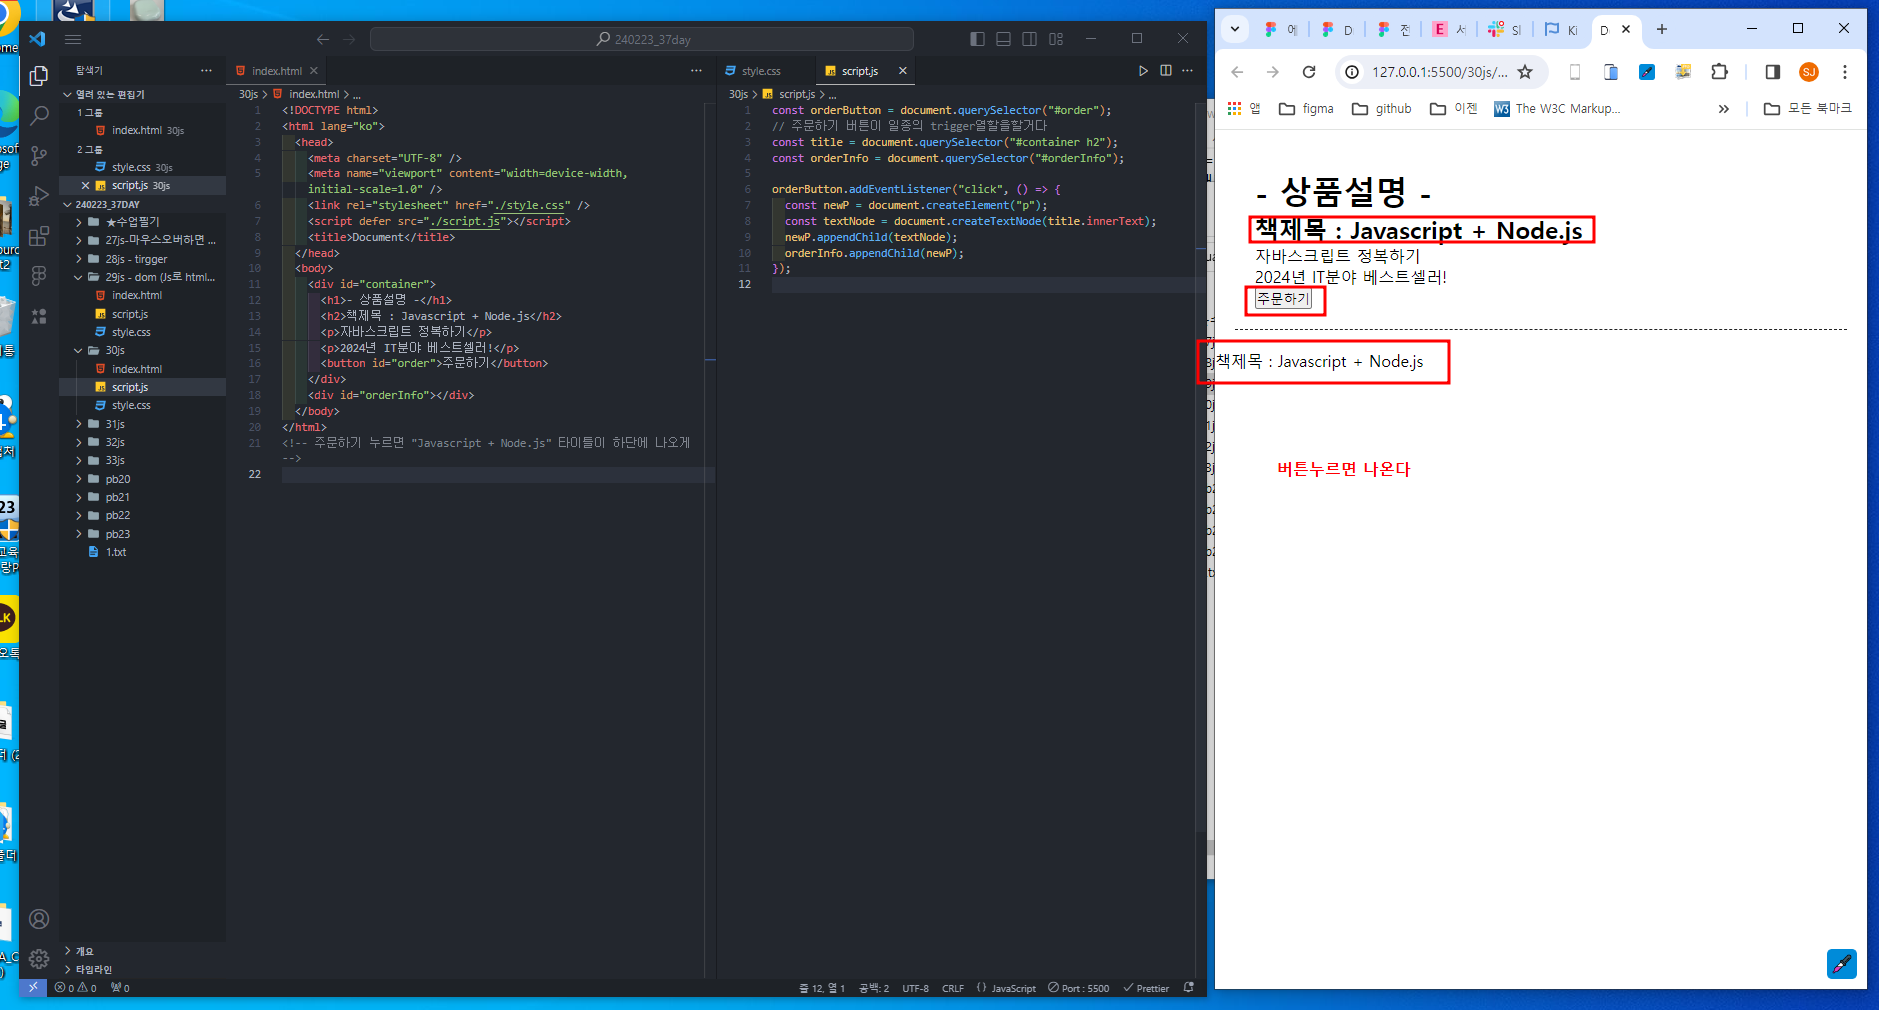 240223_37day
탐색기
열려 있는 편집기
1 그룹
index.html 30js
2 그룹
style.css 30js
script.js 30js
240223_37DAY
★수업필기
27js-마우스오버하면 ...
28js - tirgger
29js - dom (Js로 html...
index.html
script.js
style.css
30js
index.html
script.js
style.css
31js
32js
33js
pb20
pb21
pb22
pb23
1.txt
개요
타임라인
index.html
30js > index.html > ...
1 <!DOCTYPE html>
2 <html lang="ko">
3 <head>
4 <meta charset="UTF-8" />
5 <meta name="viewport" content="width=device-width,
initial-scale=1.0" />
6 <link rel="stylesheet" href="./style.css" />
7 <script defer src="./script.js"></script>
8 <title>Document</title>
9 </head>
10 <body>
11 <div id="container">
12 <h1>- 상품설명 -</h1>
13 <h2>책제목 : Javascript + Node.js</h2>
14 <p>자바스크립트 정복하기</p>
15 <p>2024년 IT분야 베스트셀러!</p>
16 <button id="order">주문하기</button>
17 </div>
18 <div id="orderInfo"></div>
19 </body>
20 </html>
21 <!-- 주문하기 누르면 "Javascript + Node.js" 타이틀이 하단에 나오게
-->
22
style.css
script.js
30js > script.js > ...
1 const orderButton = document.querySelector("#order");
2 // 주문하기 버튼이 일종의 trigger열할을할거다
3 const title = document.querySelector("#container h2");
4 const orderInfo = document.querySelector("#orderInfo");
5
6 orderButton.addEventListener("click", () => {
7 const newP = document.createElement("p");
8 const textNode = document.createTextNode(title.innerText);
9 newP.appendChild(textNode);
10 orderInfo.appendChild(newP);
11 });
12
0 0 0
줄 12, 열 1
공백: 2
UTF-8
CRLF
{} JavaScript
Port : 5500
Prettier
127.0.0.1:5500/30js/...
SJ
앱
figma
github
이젠
W3 The W3C Markup...
모든 북마크
- 상품설명 -
책제목 : Javascript + Node.js
자바스크립트 정복하기
2024년 IT분야 베스트셀러!
주문하기
책제목 : Javascript + Node.js
버튼누르면 나온다